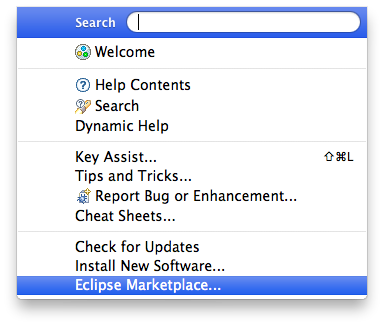 Search
Welcome
Help Contents
Search
Dynamic Help
Key Assist... ⇧⌘L
Tips and Tricks...
Report Bug or Enhancement...
Cheat Sheets...
Check for Updates
Install New Software...
Eclipse Marketplace...